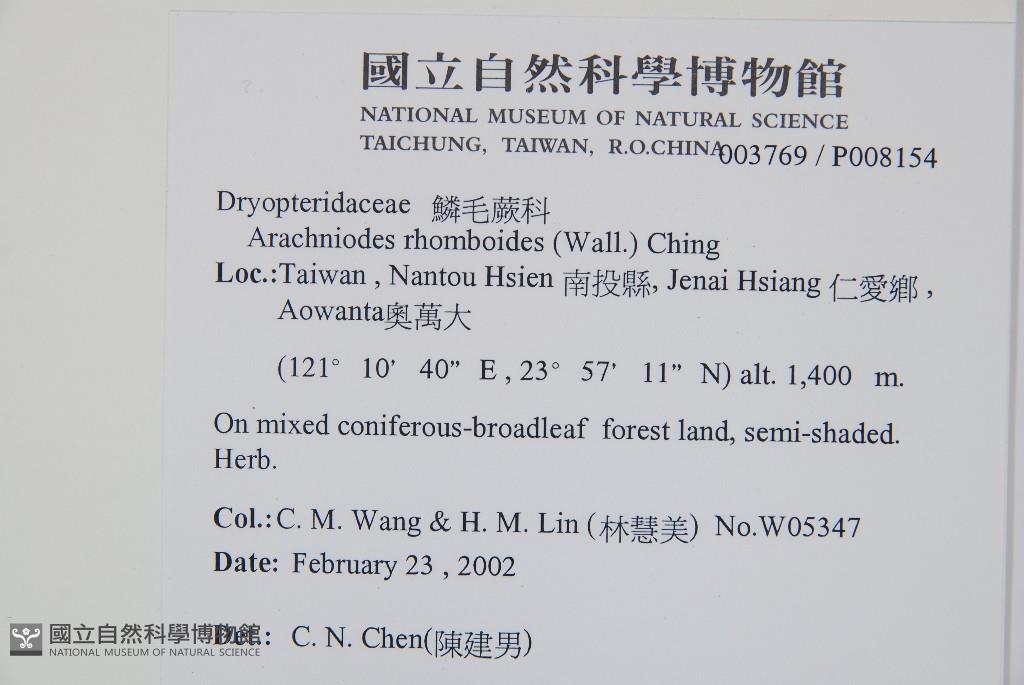 國立自然科學博物館
NATIONAL MUSEUM OF NATURAL SCIENCE
TAICHUNG, TAIWAN, R.O.CHINA 003769 / P008154
Dryopteridaceae 鱗毛蕨科
Arachniodes rhomboides (Wall.) Ching
Loc.:Taiwan , Nantou Hsien 南投縣, Jenai Hsiang 仁愛鄉 ,
Aowanta奧萬大
(121° 10’ 40” E , 23° 57’ 11” N) alt. 1,400 m.
On mixed coniferous-broadleaf forest land, semi-shaded.
Herb.
Col.: C. M. Wang & H. M. Lin (林慧美) No.W05347
Date: February 23 , 2002
Det.: C. N. Chen(陳建男)
國立自然科學博物館
NATIONAL MUSEUM OF NATURAL SCIENCE